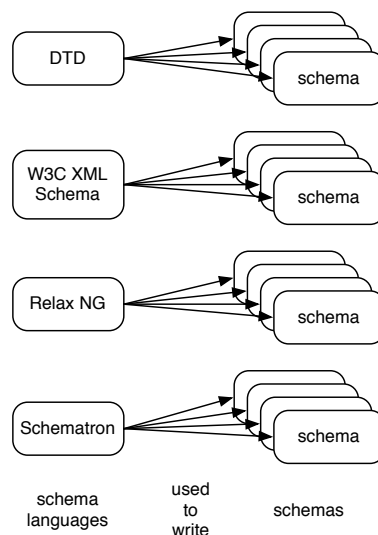 DTD
schema
W3C XML
Schema
schema
Relax NG
schema
Schematron
schema
schema
languages
used
to
write
schemas